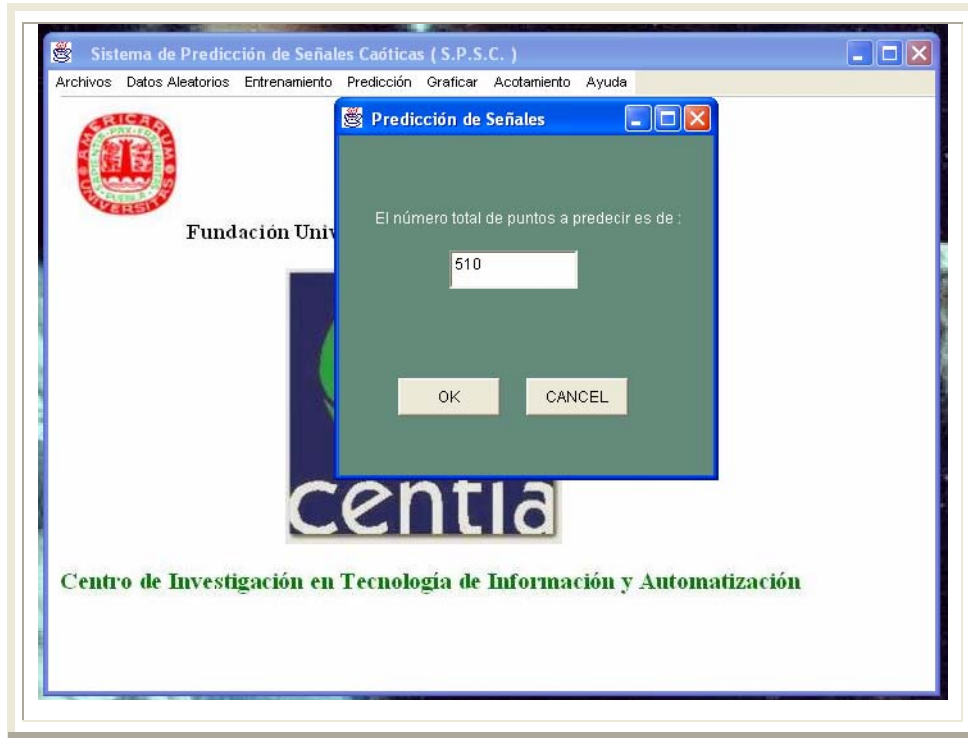 Sistema de Predicción de Señales Caóticas ( S.P.S.C. )
Archivos Datos Aleatorios Entrenamiento Predicción Graficar Acotamiento Ayuda
Predicción de Señales
AMERICARUM
UNIVERSITAS
El número total de puntos a predecir es de :
Fundación Univ
510
OK CANCEL
centia
Centro de Investigación en Tecnología de Información y Automatización